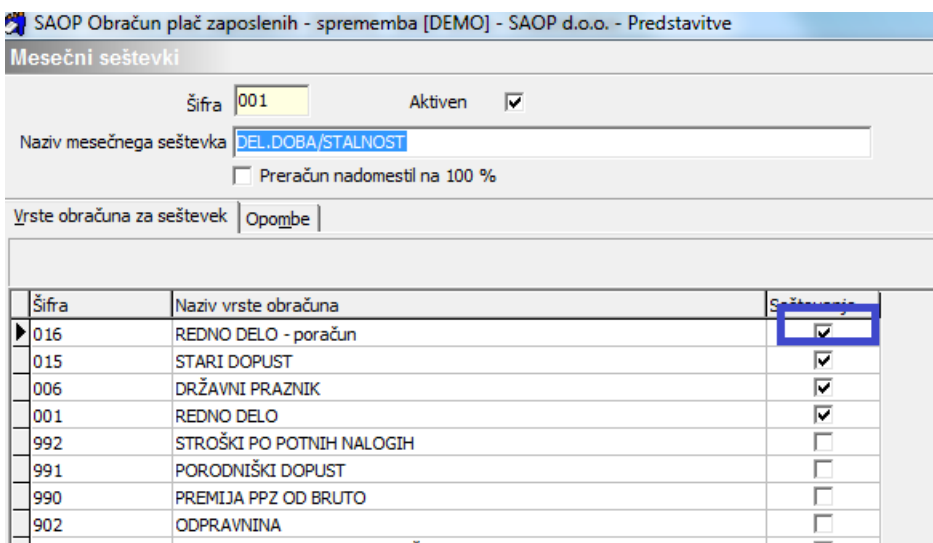 SAOP Obračun plač zaposlenih - sprememba [DEMO] - SAOP d.o.o. - Predstavitve
Mesečni seštevki
Šifra 001 Aktiven
Naziv mesečnega seštevka DEL.DOBA/STALNOST
Preračun nadomestil na 100 %
Vrste obračuna za seštevek Opombe
Šifra Naziv vrste obračuna Seštevanje
016 REDNO DELO - poračun
015 STARI DOPUST
006 DRŽAVNI PRAZNIK
001 REDNO DELO
992 STROŠKI PO POTNIH NALOGIH
991 PORODNIŠKI DOPUST
990 PREMIJA PPZ OD BRUTO
902 ODPRAVNINA